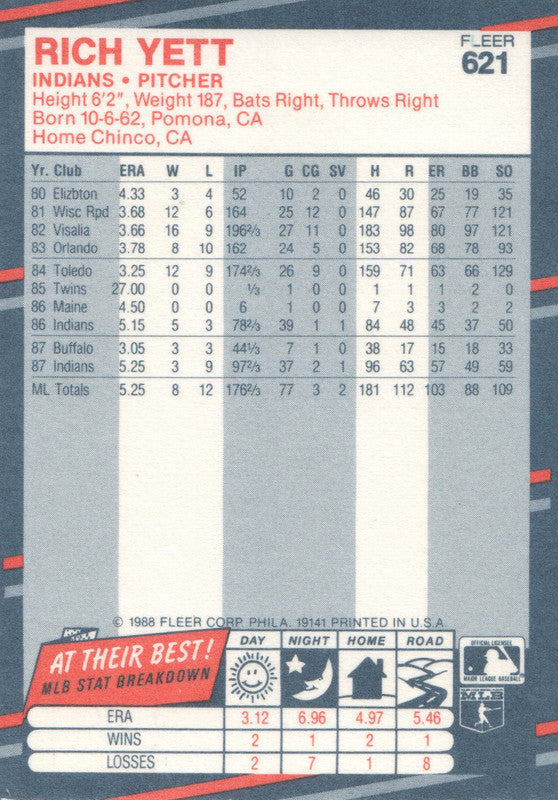 RICH YETT
FLEER
621
INDIANS • PITCHER
Height 6'2", Weight 187, Bats Right, Throws Right
Born 10-6-62, Pomona, CA
Home Chinco, CA
Yr. Club ERA W L IP G CG SV H R ER BB SO
80 Elizbton 4.33 3 4 52 10 2 0 46 30 25 19 35
81 Wisc Rpd 3.68 12 6 164 25 12 0 147 87 67 77 121
82 Visalia 3.66 16 9 1962/3 27 11 0 183 98 80 97 121
83 Orlando 3.78 8 10 162 24 5 0 153 82 68 78 93
84 Toledo 3.25 12 9 1742/3 26 9 0 159 71 63 66 129
85 Twins 27.00 0 0 1/3 1 0 0 1 1 1 2 0
86 Maine 4.50 0 0 6 1 0 0 7 3 3 2 2
86 Indians 5.15 5 3 782/3 39 1 1 84 48 45 37 50
87 Buffalo 3.05 3 3 441/3 7 1 0 38 17 15 18 33
87 Indians 5.25 3 9 972/3 37 2 1 96 63 57 49 59
ML Totals 5.25 8 12 1762/3 77 3 2 181 112 103 88 109
© 1988 FLEER CORP. PHILA. 19141 PRINTED IN U.S.A.
AT THEIR BEST!
MLB STAT BREAKDOWN
DAY NIGHT HOME ROAD
ERA 3.12 6.96 4.97 5.46
WINS 2 1 2 1
LOSSES 2 7 1 8
OFFICIAL LICENSEE
MAJOR LEAGUE BASEBALL
MLB